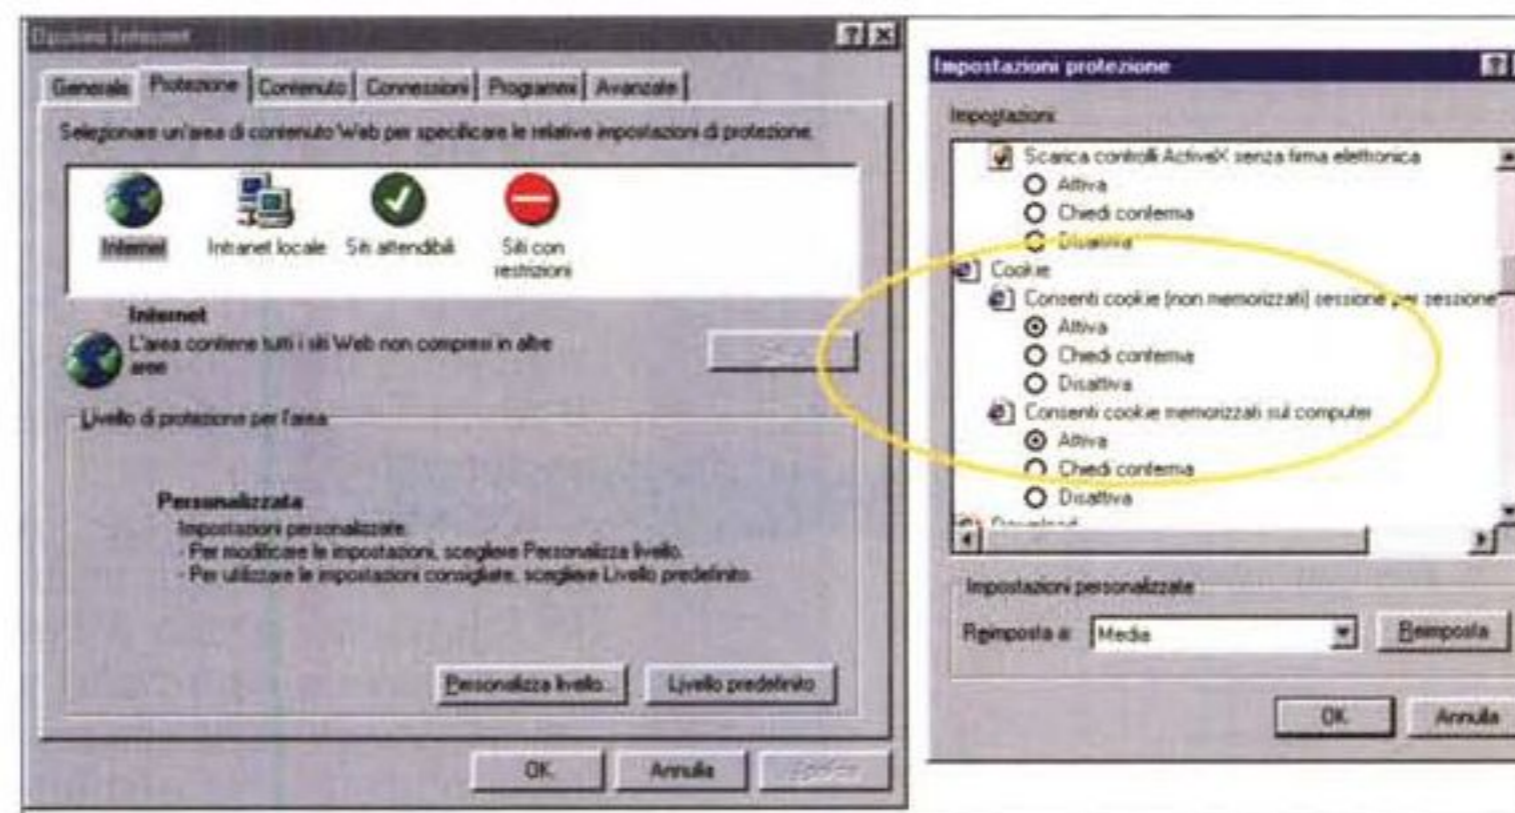 Opzioni Internet
Generale Protezione Contenuto Connessioni Programmi Avanzate
Selezionare un'area di contenuto Web per specificare le relative impostazioni di protezione.
Internet
Intranet locale
Siti attendibili
Siti con
restrizioni
Internet
L'area contiene tutti i siti Web non compresi in altre
aree
Livello di protezione per l'area
Personalizzata
Impostazioni personalizzate.
- Per modificare le impostazioni, scegliere Personalizza livello.
- Per utilizzare le impostazioni consigliate, scegliere Livello predefinito.
Personalizza livello...
Livello predefinito
OK
Annulla
Impostazioni protezione
Impostazioni:
Scarica controlli ActiveX senza firma elettronica
Attiva
Chiedi conferma
Disattiva
Cookie
Consenti cookie (non memorizzati) sessione per sessione
Attiva
Chiedi conferma
Disattiva
Consenti cookie memorizzati sul computer
Attiva
Chiedi conferma
Disattiva
Download
Impostazioni personalizzate
Reimposta a: Media
Reimposta
OK
Annulla